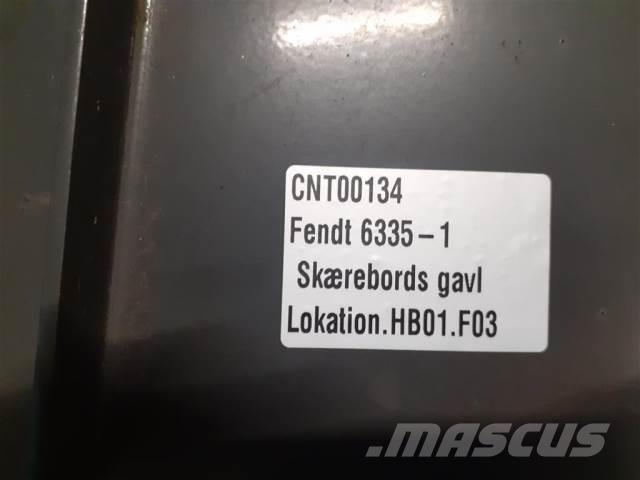 CNT00134
Fendt 6335-1
Skærebords gavl
Lokation.HB01.F03
MASCUS